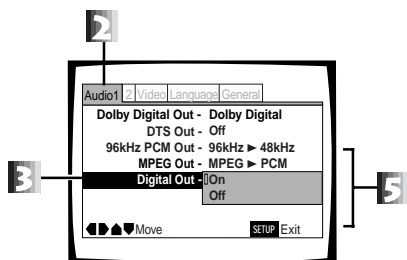 2
Audio1 2 Video Language General
Dolby Digital Out - Dolby Digital
DTS Out - Off
96kHz PCM Out - 96kHz ► 48kHz
MPEG Out - MPEG ► PCM
3
Digital Out - On
Off
5
Move SETUP Exit